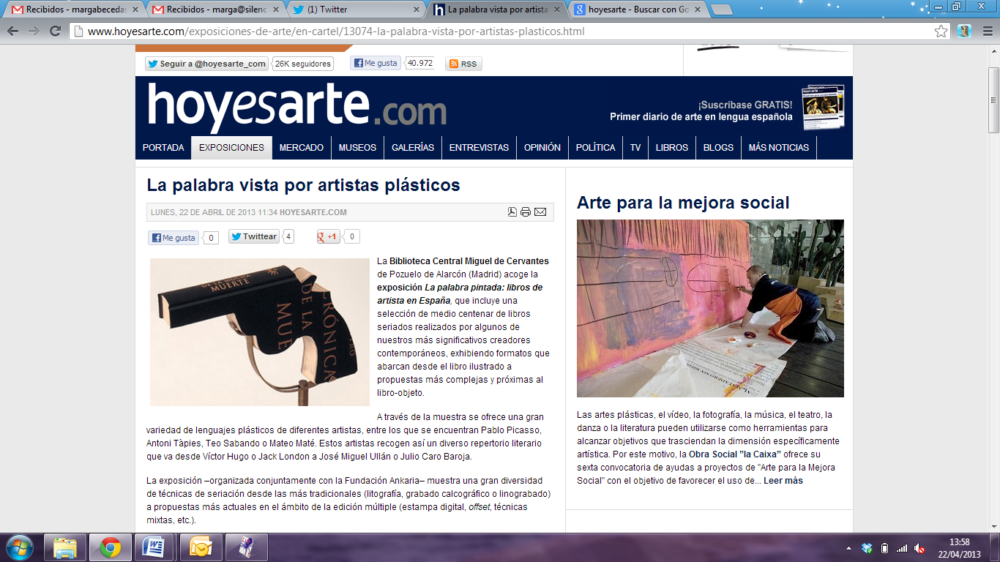 Recibidos - margabecedas
Recibidos - marga@silenc
(1) Twitter
La palabra vista por artista
hoyesarte - Buscar con Go
www.hoyesarte.com/exposiciones-de-arte/en-cartel/13074-la-palabra-vista-por-artistas-plasticos.html
Seguir a @hoyesarte_com
26K seguidores
Me gusta
40.972
RSS
hoyesarte.com
¡Suscríbase GRATIS!
Primer diario de arte en lengua española
PORTADA EXPOSICIONES MERCADO MUSEOS GALERÍAS ENTREVISTAS OPINIÓN POLÍTICA TV LIBROS BLOGS MÁS NOTICIAS
La palabra vista por artistas plásticos
LUNES, 22 DE ABRIL DE 2013 11:34 HOYESARTE.COM
Me gusta 0 Twittear 4 +1 0
MUERTE
CRÓNICA
DE LA
MUE
La Biblioteca Central Miguel de Cervantes
de Pozuelo de Alarcón (Madrid) acoge la
exposición La palabra pintada: libros de
artista en España, que incluye una
selección de medio centenar de libros
seriados realizados por algunos de
nuestros más significativos creadores
contemporáneos, exhibiendo formatos que
abarcan desde el libro ilustrado a
propuestas más complejas y próximas al
libro-objeto.
A través de la muestra se ofrece una gran
variedad de lenguajes plásticos de diferentes artistas, entre los que se encuentran Pablo Picasso,
Antoni Tàpies, Teo Sabando o Mateo Maté. Estos artistas recogen así un diverso repertorio literario
que va desde Víctor Hugo o Jack London a José Miguel Ullán o Julio Caro Baroja.
La exposición –organizada conjuntamente con la Fundación Ankaria– muestra una gran diversidad
de técnicas de seriación desde las más tradicionales (litografía, grabado calcográfico o linograbado)
a propuestas más actuales en el ámbito de la edición múltiple (estampa digital, offset, técnicas
mixtas, etc.).
Arte para la mejora social
Las artes plásticas, el vídeo, la fotografía, la música, el teatro, la
danza o la literatura pueden utilizarse como herramientas para
alcanzar objetivos que trasciendan la dimensión específicamente
artística. Por este motivo, la Obra Social ”la Caixa” ofrece su
sexta convocatoria de ayudas a proyectos de "Arte para la Mejora
Social" con el objetivo de favorecer el uso de... Leer más
13:58
22/04/2013